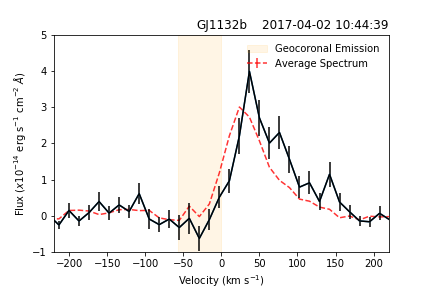 GJ1132b 2017-04-02 10:44:39
Geocoronal Emission
Average Spectrum
5
4
3
2
1
0
−1
Flux (x10⁻¹⁴ erg s⁻¹ cm⁻² Å)
−200 −150 −100 −50 0 50 100 150 200
Velocity (km s⁻¹)